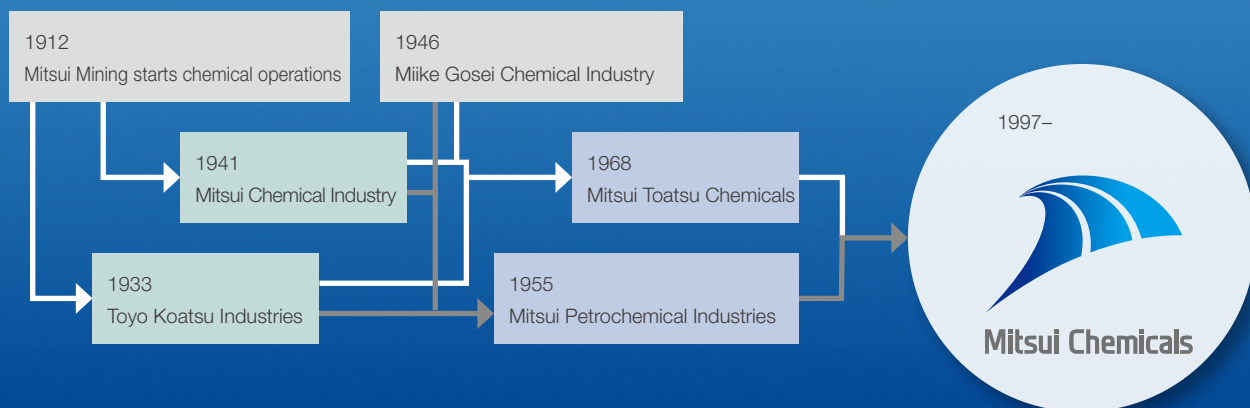 1912
Mitsui Mining starts chemical operations
1946
Miike Gosei Chemical Industry
1941
Mitsui Chemical Industry
1968
Mitsui Toatsu Chemicals
1933
Toyo Koatsu Industries
1955
Mitsui Petrochemical Industries
1997–
Mitsui Chemicals